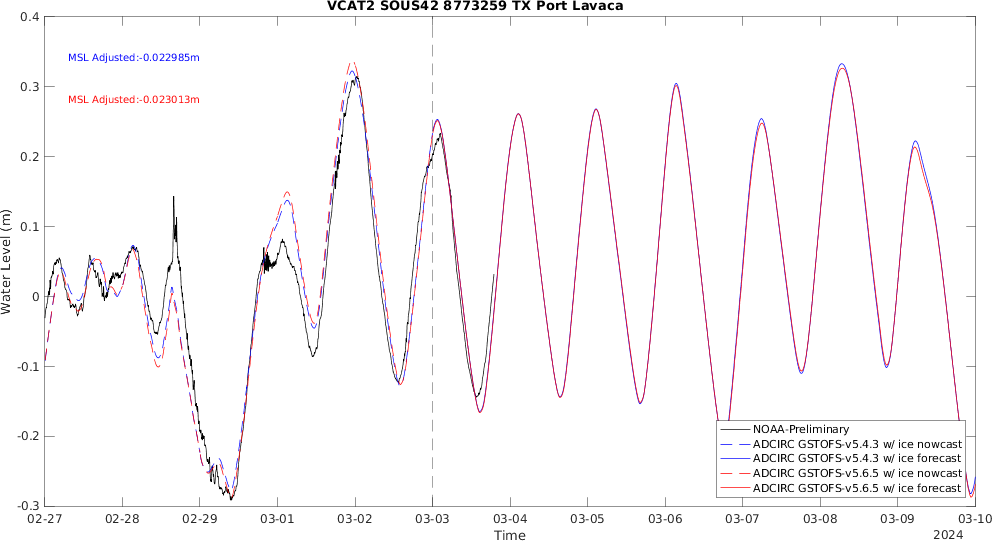 VCAT2 SOUS42 8773259 TX Port Lavaca
MSL Adjusted:-0.022985m
MSL Adjusted:-0.023013m
Water Level (m)
0.4
0.3
0.2
0.1
0
-0.1
-0.2
-0.3
NOAA-Preliminary
ADCIRC GSTOFS-v5.4.3 w/ ice nowcast
ADCIRC GSTOFS-v5.4.3 w/ ice forecast
ADCIRC GSTOFS-v5.6.5 w/ ice nowcast
ADCIRC GSTOFS-v5.6.5 w/ ice forecast
02-27 02-28 02-29 03-01 03-02 03-03 03-04 03-05 03-06 03-07 03-08 03-09 03-10
Time
2024